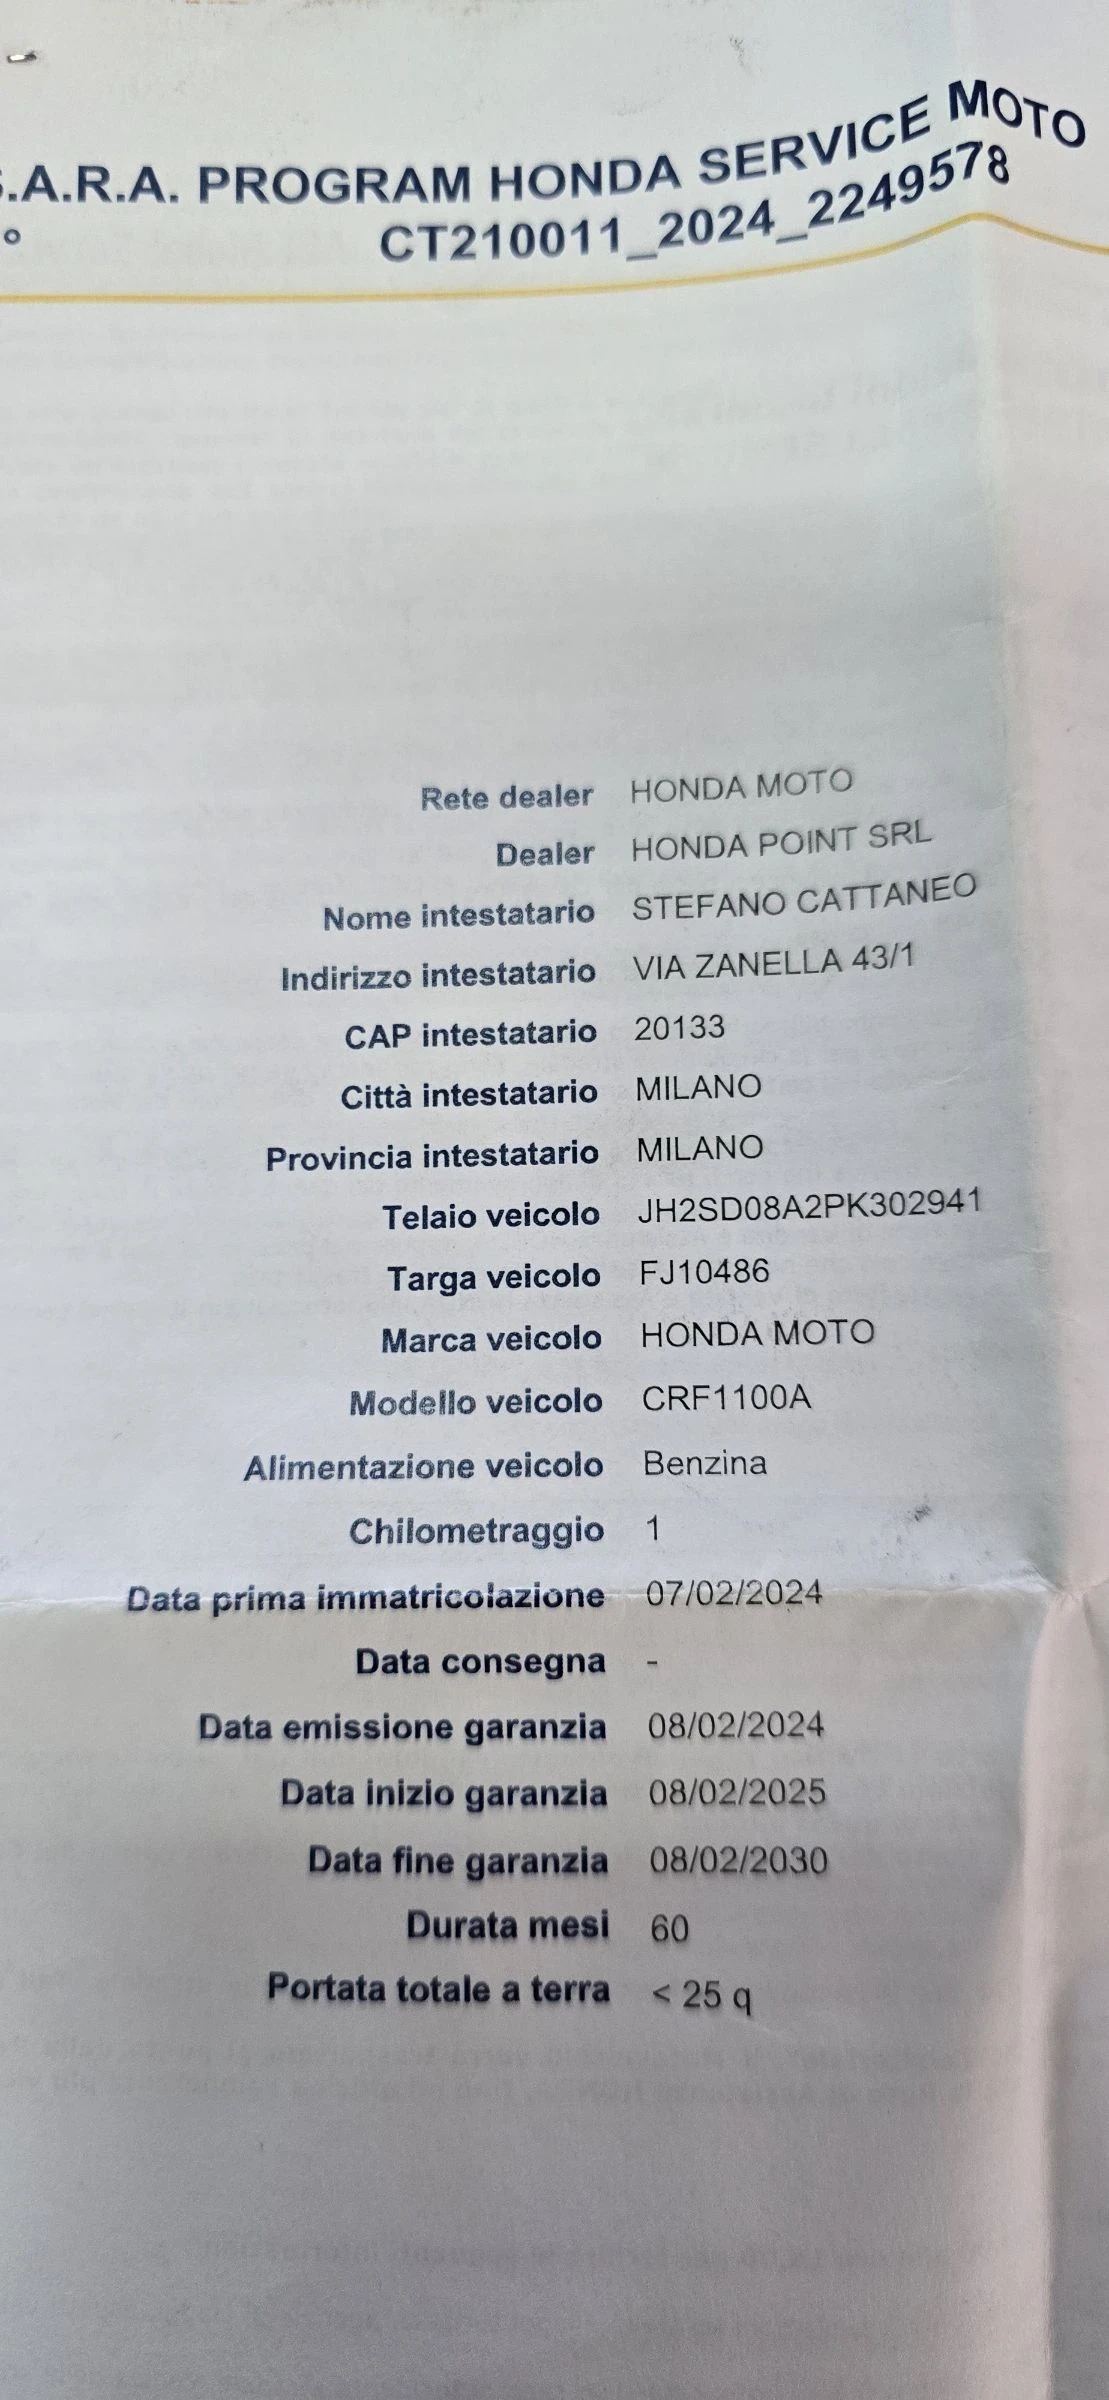 S.A.R.A. PROGRAM HONDA SERVICE MOTO
° CT210011_2024_2249578
Rete dealer HONDA MOTO
Dealer HONDA POINT SRL
Nome intestatario STEFANO CATTANEO
Indirizzo intestatario VIA ZANELLA 43/1
CAP intestatario 20133
Città intestatario MILANO
Provincia intestatario MILANO
Telaio veicolo JH2SD08A2PK302941
Targa veicolo FJ10486
Marca veicolo HONDA MOTO
Modello veicolo CRF1100A
Alimentazione veicolo Benzina
Chilometraggio 1
Data prima immatricolazione 07/02/2024
Data consegna -
Data emissione garanzia 08/02/2024
Data inizio garanzia 08/02/2025
Data fine garanzia 08/02/2030
Durata mesi 60
Portata totale a terra < 25 q